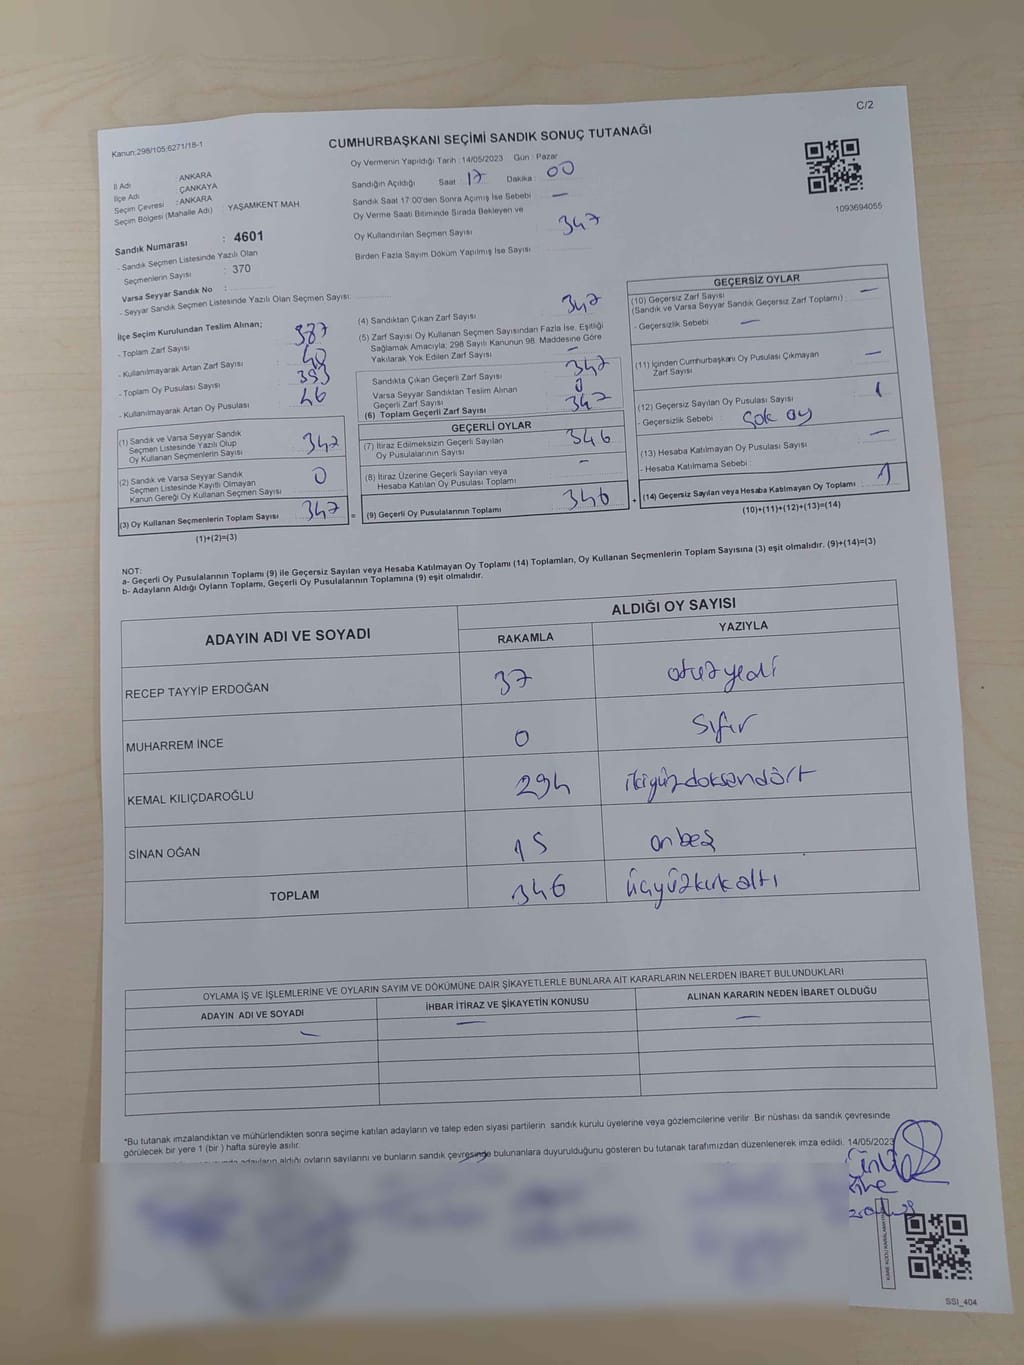 C/2
Kanun:298/105;6271/18-1
CUMHURBAŞKANI SEÇİMİ SANDIK SONUÇ TUTANAĞI
Oy Vermenin Yapıldığı Tarih : 14/05/2023 Gün : Pazar
İl Adı : ANKARA
İlçe Adı : ÇANKAYA
Seçim Çevresi : ANKARA
Seçim Bölgesi (Mahalle Adı) : YAŞAMKENT MAH
Sandığın Açıldığı Saat : 17 Dakika : 00
Sandık Saat 17:00'den Sonra Açımış İse Sebebi : —
Oy Verme Saati Bitiminde Sırada Bekleyen ve
Oy Kullandırılan Seçmen Sayısı : 347
Birden Fazla Sayım Döküm Yapılmış İse Sayısı :
1093694055
Sandık Numarası : 4601
- Sandık Seçmen Listesinde Yazılı Olan
Seçmenlerin Sayısı : 370
Varsa Seyyar Sandık No :
- Seyyar Sandık Seçmen Listesinde Yazılı Olan Seçmen Sayısı:
İlçe Seçim Kurulundan Teslim Alınan;
- Toplam Zarf Sayısı : 387
- Kullanılmayarak Artan Zarf Sayısı : 40
- Toplam Oy Pusulası Sayısı : 393
- Kullanılmayarak Artan Oy Pusulası : 46
(1) Sandık ve Varsa Seyyar Sandık
Seçmen Listesinde Yazılı Olup
Oy Kullanan Seçmenlerin Sayısı 347
(2) Sandık ve Varsa Seyyar Sandık
Seçmen Listesinde Kayıtlı Olmayan
Kanun Gereği Oy Kullanan Seçmen Sayısı 0
(3) Oy Kullanan Seçmenlerin Toplam Sayısı 347
(1)+(2)=(3)
(4) Sandıktan Çıkan Zarf Sayısı : 347
(5) Zarf Sayısı Oy Kullanan Seçmen Sayısından Fazla İse, Eşitliği
Sağlamak Amacıyla; 298 Sayılı Kanunun 98. Maddesine Göre
Yakılarak Yok Edilen Zarf Sayısı : —
Sandıkta Çıkan Geçerli Zarf Sayısı : 347
Varsa Seyyar Sandıktan Teslim Alınan
Geçerli Zarf Sayısı : 0
(6) Toplam Geçerli Zarf Sayısı : 347
GEÇERLİ OYLAR
(7) İtiraz Edilmeksizin Geçerli Sayılan
Oy Pusulalarının Sayısı : 346
(8) İtiraz Üzerine Geçerli Sayılan veya
Hesaba Katılan Oy Pusulası Toplamı : —
= (9) Geçerli Oy Pusulalarının Toplamı : 346
GEÇERSİZ OYLAR
(10) Geçersiz Zarf Sayısı : —
(Sandık ve Varsa Seyyar Sandık Geçersiz Zarf Toplamı)
- Geçersizlik Sebebi : —
(11) İçinden Cumhurbaşkanı Oy Pusulası Çıkmayan
Zarf Sayısı : —
(12) Geçersiz Sayılan Oy Pusulası Sayısı : 1
- Geçersizlik Sebebi : Çok oy
(13) Hesaba Katılmayan Oy Pusulası Sayısı : —
- Hesaba Katılmama Sebebi :
+ (14) Geçersiz Sayılan veya Hesaba Katılmayan Oy Toplamı : 1
(10)+(11)+(12)+(13)=(14)
NOT:
a- Geçerli Oy Pusulalarının Toplamı (9) ile Geçersiz Sayılan veya Hesaba Katılmayan Oy Toplamı (14) Toplamları, Oy Kullanan Seçmenlerin Toplam Sayısına (3) eşit olmalıdır. (9)+(14)=(3)
b- Adayların Aldığı Oyların Toplamı, Geçerli Oy Pusulalarının Toplamına (9) eşit olmalıdır.
ADAYIN ADI VE SOYADI ALDIĞI OY SAYISI
RAKAMLA YAZIYLA
RECEP TAYYİP ERDOĞAN 37 otuz yedi
MUHARREM İNCE 0 sıfır
KEMAL KILIÇDAROĞLU 294 ikiyüzdoksandört
SİNAN OĞAN 15 on beş
TOPLAM 346 üçyüzkırkaltı
OYLAMA İŞ VE İŞLEMLERİNE VE OYLARIN SAYIM VE DÖKÜMÜNE DAİR ŞİKAYETLERLE BUNLARA AİT KARARLARIN NELERDEN İBARET BULUNDUKLARI
ADAYIN ADI VE SOYADI İHBAR İTİRAZ VE ŞİKAYETİN KONUSU ALINAN KARARIN NEDEN İBARET OLDUĞU
— — —
*Bu tutanak imzalandıktan ve mühürlendikten sonra seçime katılan adayların ve talep eden siyasi partilerin sandık kurulu üyelerine veya gözlemcilerine verilir. Bir nüshası da sandık çevresinde
görülecek bir yere 1 (bir ) hafta süreyle asılır.
adayların aldığı oyların sayılarını ve bunların sandık çevresinde bulunanlara duyurulduğunu gösteren bu tutanak tarafımızdan düzenlenerek imza edildi. 14/05/2023
SSI_404